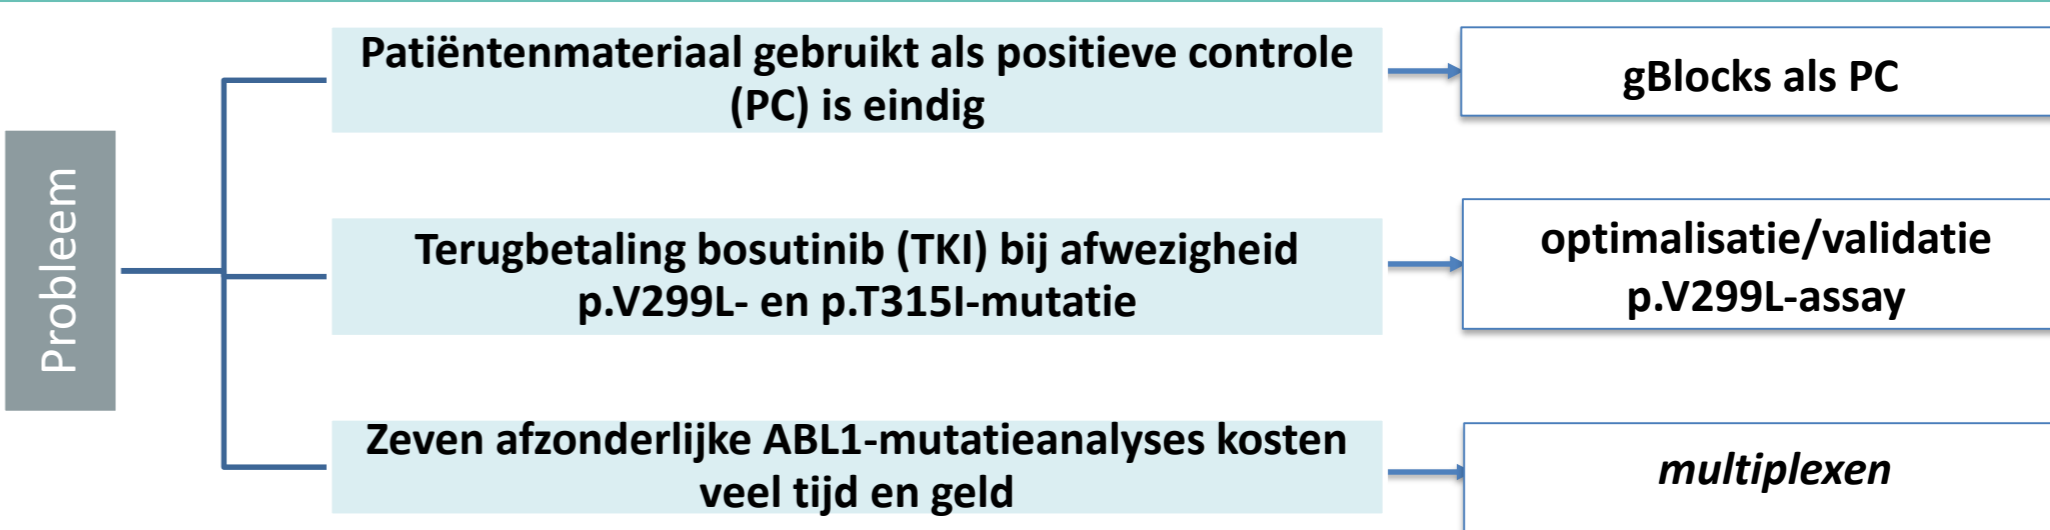 Probleem
Patiëntenmateriaal gebruikt als positieve controle
(PC) is eindig
gBlocks als PC
Terugbetaling bosutinib (TKI) bij afwezigheid
p.V299L- en p.T315I-mutatie
optimalisatie/validatie
p.V299L-assay
Zeven afzonderlijke ABL1-mutatieanalyses kosten
veel tijd en geld
multiplexen